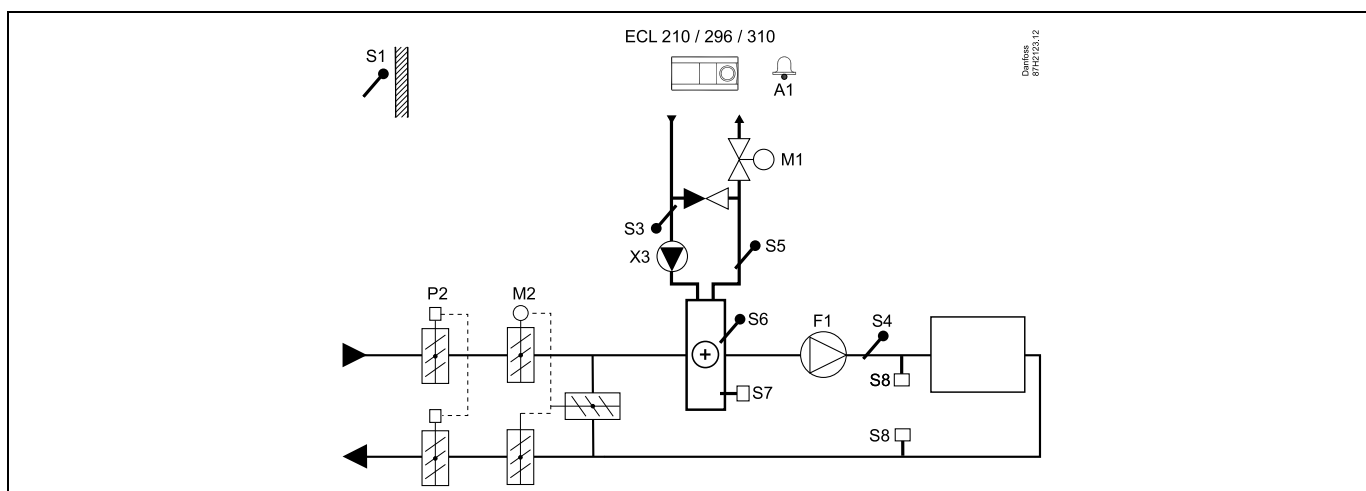 ECL 210 / 296 / 310
S1
A1
Danfoss
87H2123.12
M1
S3
S5
X3
P2
M2
S6
F1
S4
S8
S7
S8